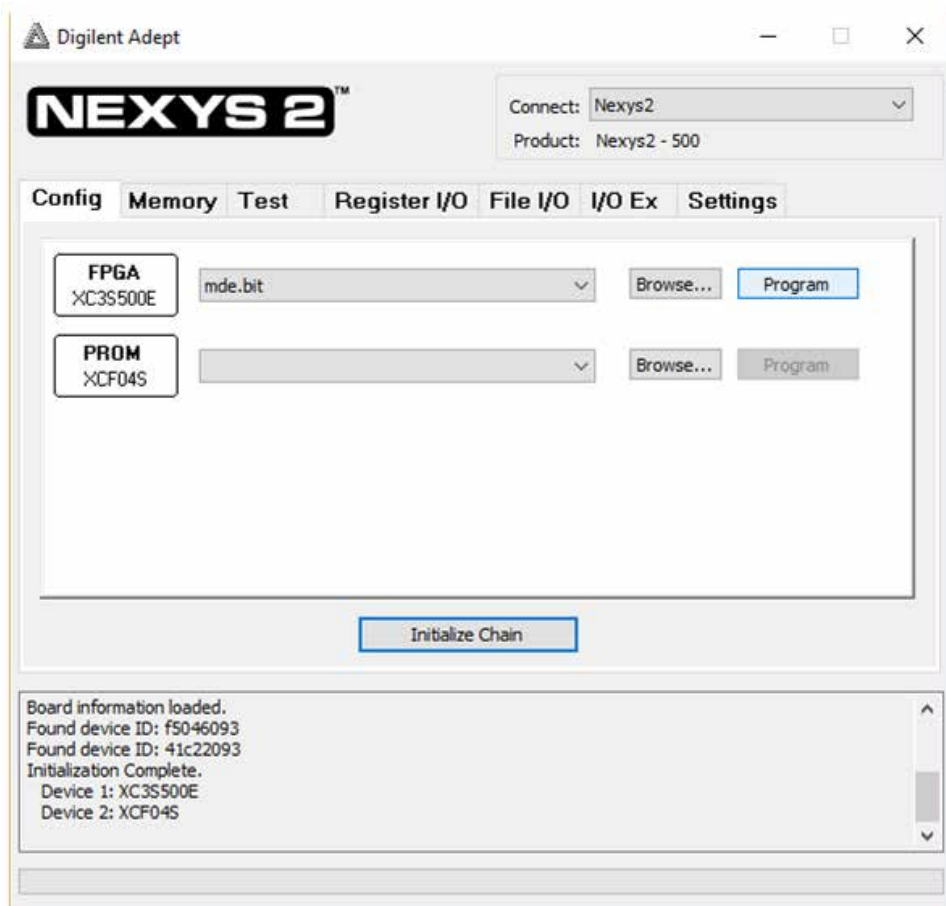 Digilent Adept
NEXYS 2™
Connect: Nexys2
Product: Nexys2 - 500
Config Memory Test Register I/O File I/O I/O Ex Settings
FPGA
XC3S500E
mde.bit
Browse... Program
PROM
XCF04S
Browse... Program
Initialize Chain
Board information loaded.
Found device ID: f5046093
Found device ID: 41c22093
Initialization Complete.
Device 1: XC3S500E
Device 2: XCF04S